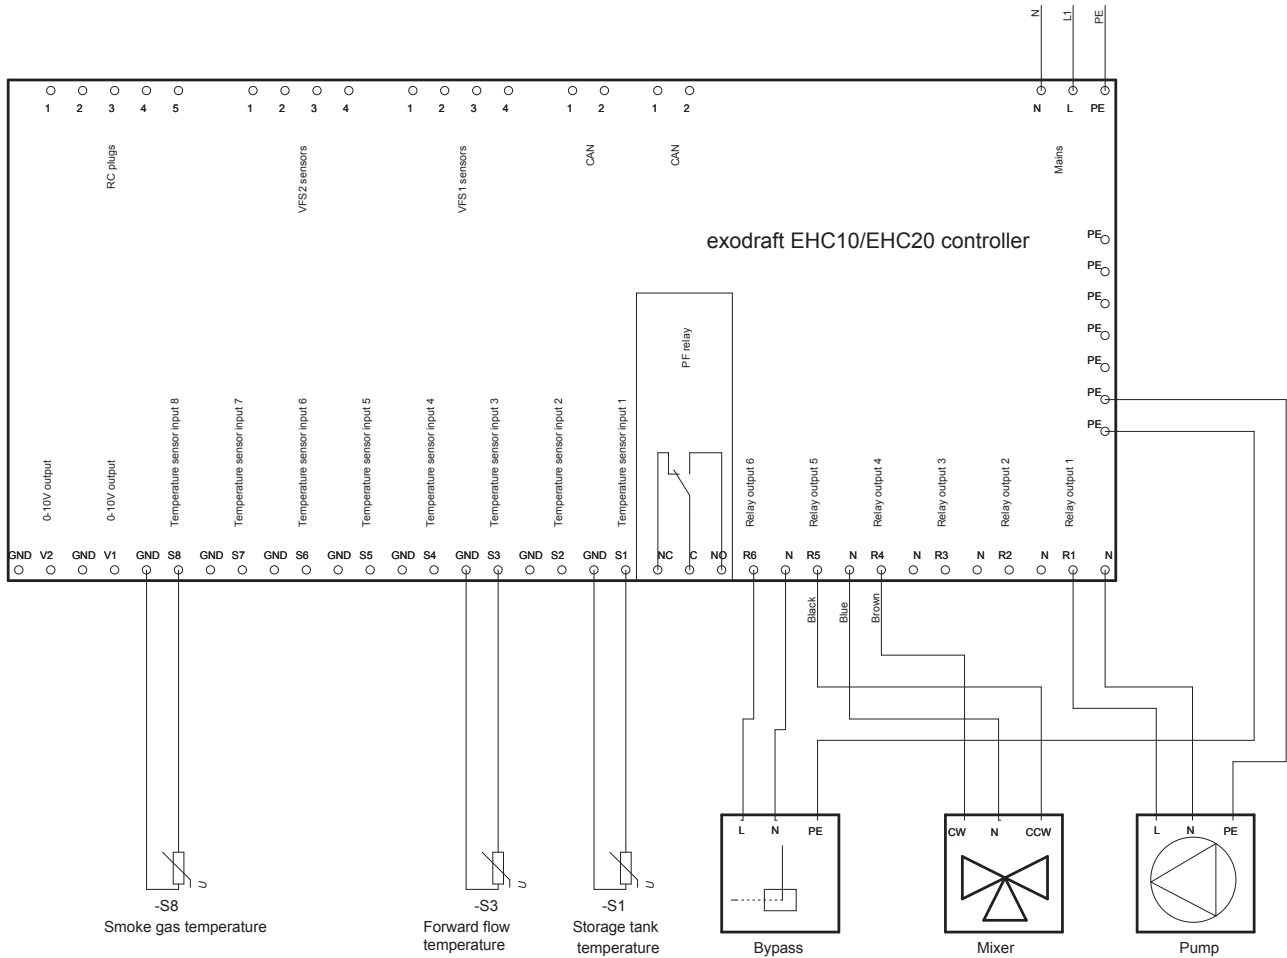 N L1 PE
1 2 3 4 5 1 2 3 4 1 2 3 4 1 2 1 2 N L PE
RC plugs
VFS2 sensors
VFS1 sensors
CAN
CAN
Mains
exodraft EHC10/EHC20 controller
PE
PE
PE
PE
PE
PE
PE
PF relay
0-10V output
0-10V output
Temperature sensor input 8
Temperature sensor input 7
Temperature sensor input 6
Temperature sensor input 5
Temperature sensor input 4
Temperature sensor input 3
Temperature sensor input 2
Temperature sensor input 1
Relay output 6
Relay output 5
Relay output 4
Relay output 3
Relay output 2
Relay output 1
GND V2 GND V1 GND S8 GND S7 GND S6 GND S5 GND S4 GND S3 GND S2 GND S1 NC C NO R6 N R5 N R4 N R3 N R2 N R1 N
Black
Blue
Brown
L N PE
CW N CCW
L N PE
U
U
U
-S8
Smoke gas temperature
-S3
Forward flow
temperature
-S1
Storage tank
temperature
Bypass
Mixer
Pump